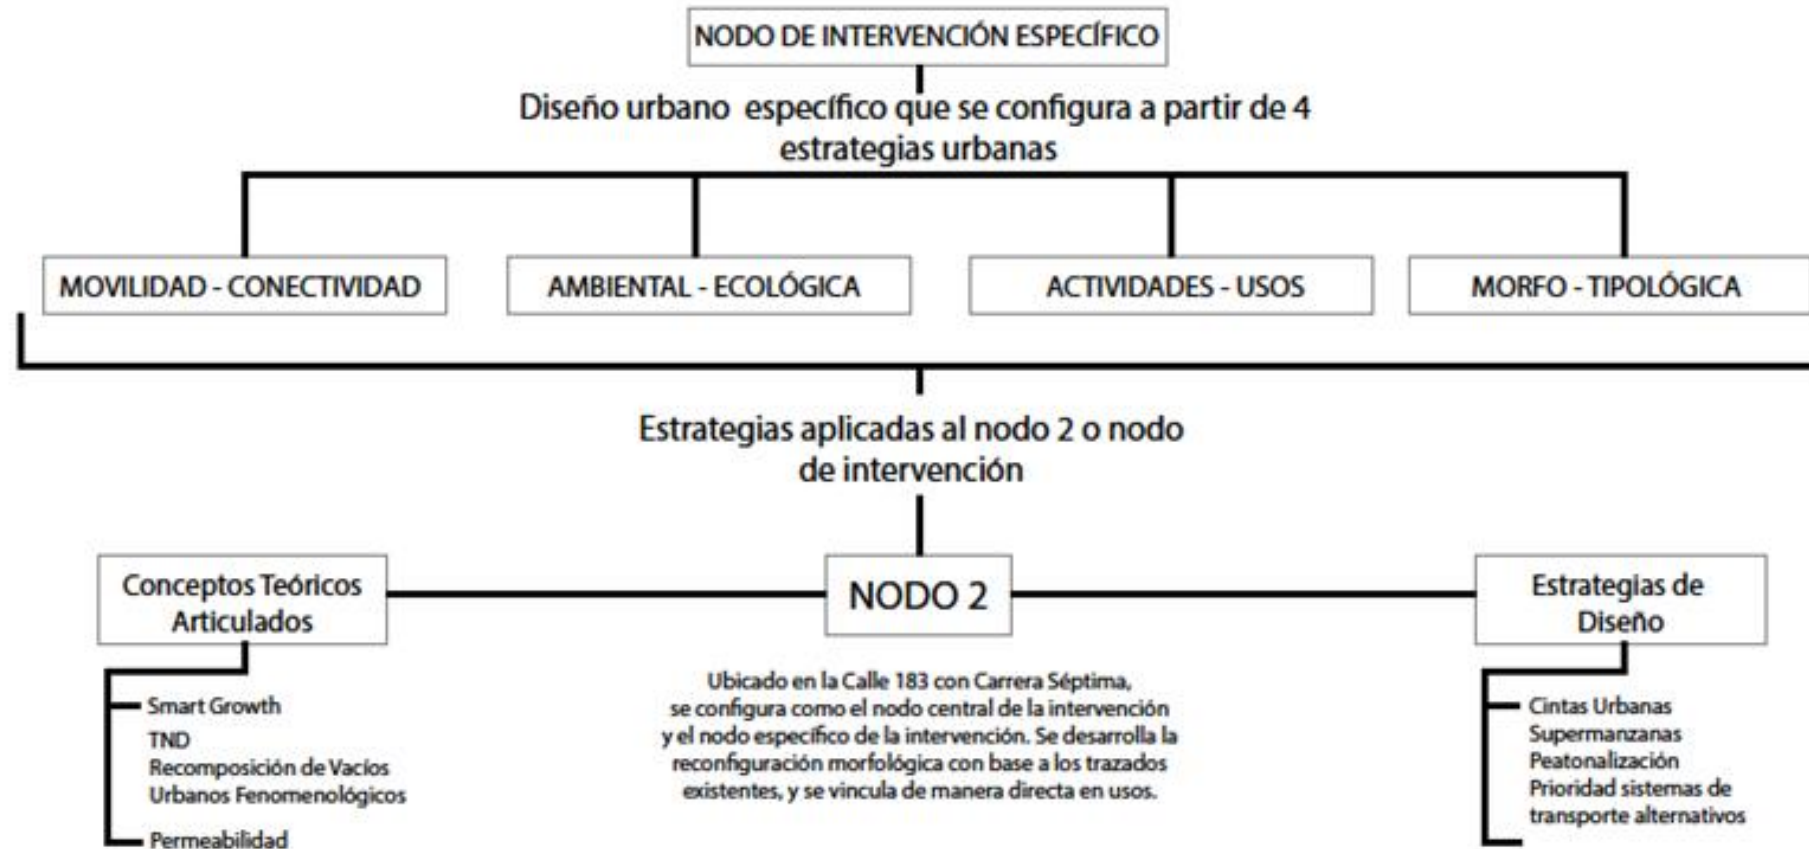 NODO DE INTERVENCIÓN ESPECÍFICO
Diseño urbano específico que se configura a partir de 4
estrategias urbanas
MOVILIDAD - CONECTIVIDAD
AMBIENTAL - ECOLÓGICA
ACTIVIDADES - USOS
MORFO - TIPOLÓGICA
Estrategias aplicadas al nodo 2 o nodo
de intervención
Conceptos Teóricos
Articulados
Smart Growth
TND
Recomposición de Vacíos
Urbanos Fenomenológicos
Permeabilidad
NODO 2
Ubicado en la Calle 183 con Carrera Séptima,
se configura como el nodo central de la intervención
y el nodo específico de la intervención. Se desarrolla la
reconfiguración morfológica con base a los trazados
existentes, y se vincula de manera directa en usos.
Estrategias de
Diseño
Cintas Urbanas
Supermanzanas
Peatonalización
Prioridad sistemas de
transporte alternativos